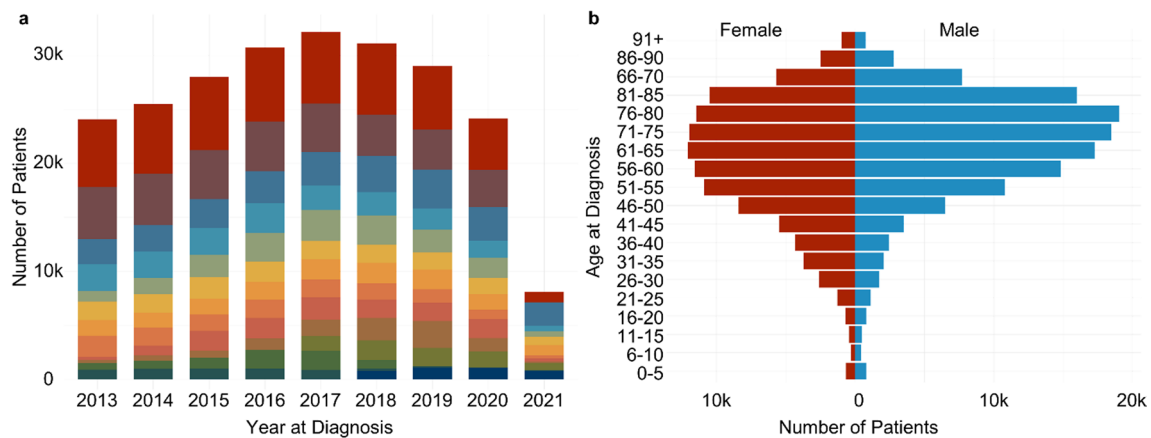 a
Number of Patients
30k
20k
10k
0
2013 2014 2015 2016 2017 2018 2019 2020 2021
Year at Diagnosis
b
Female Male
Age at Diagnosis
91+
86-90
66-70
81-85
76-80
71-75
61-65
56-60
51-55
46-50
41-45
36-40
31-35
26-30
21-25
16-20
11-15
6-10
0-5
10k 0 10k 20k
Number of Patients